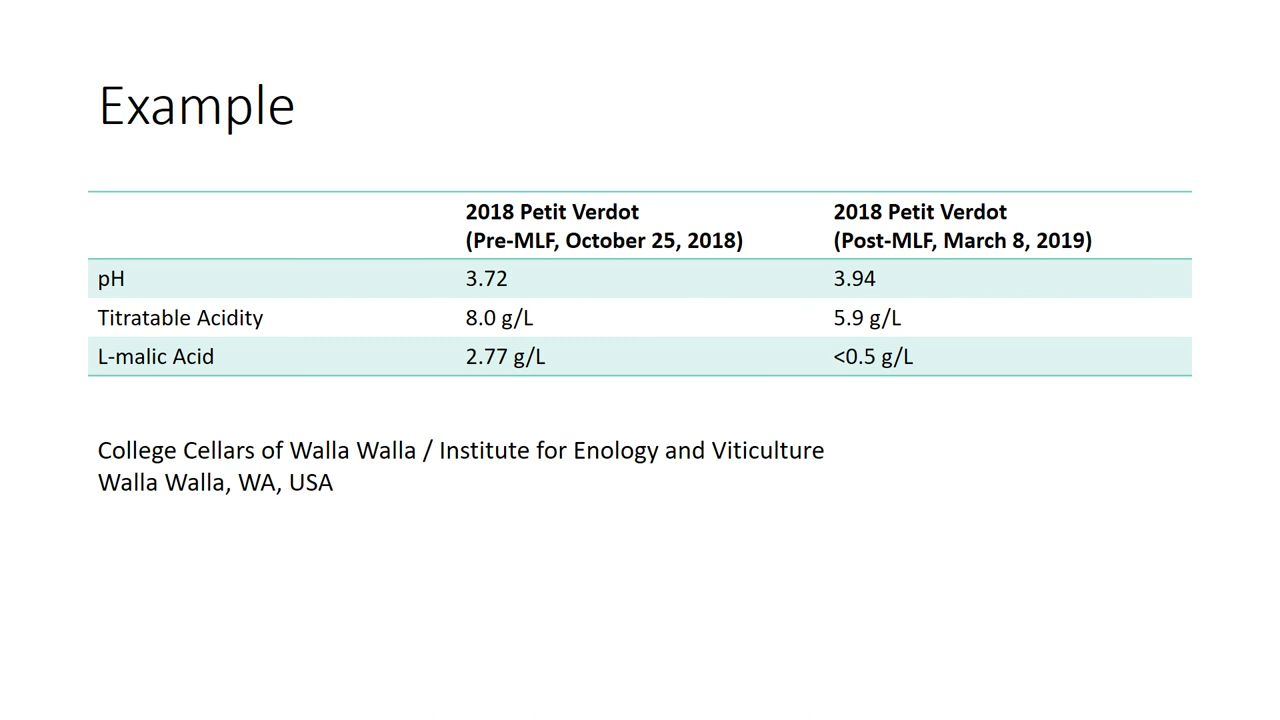 Example
2018 Petit Verdot 2018 Petit Verdot
(Pre-MLF, October 25, 2018) (Post-MLF, March 8, 2019)
pH 3.72 3.94
Titratable Acidity 8.0 g/L 5.9 g/L
L-malic Acid 2.77 g/L <0.5 g/L
College Cellars of Walla Walla / Institute for Enology and Viticulture
Walla Walla, WA, USA